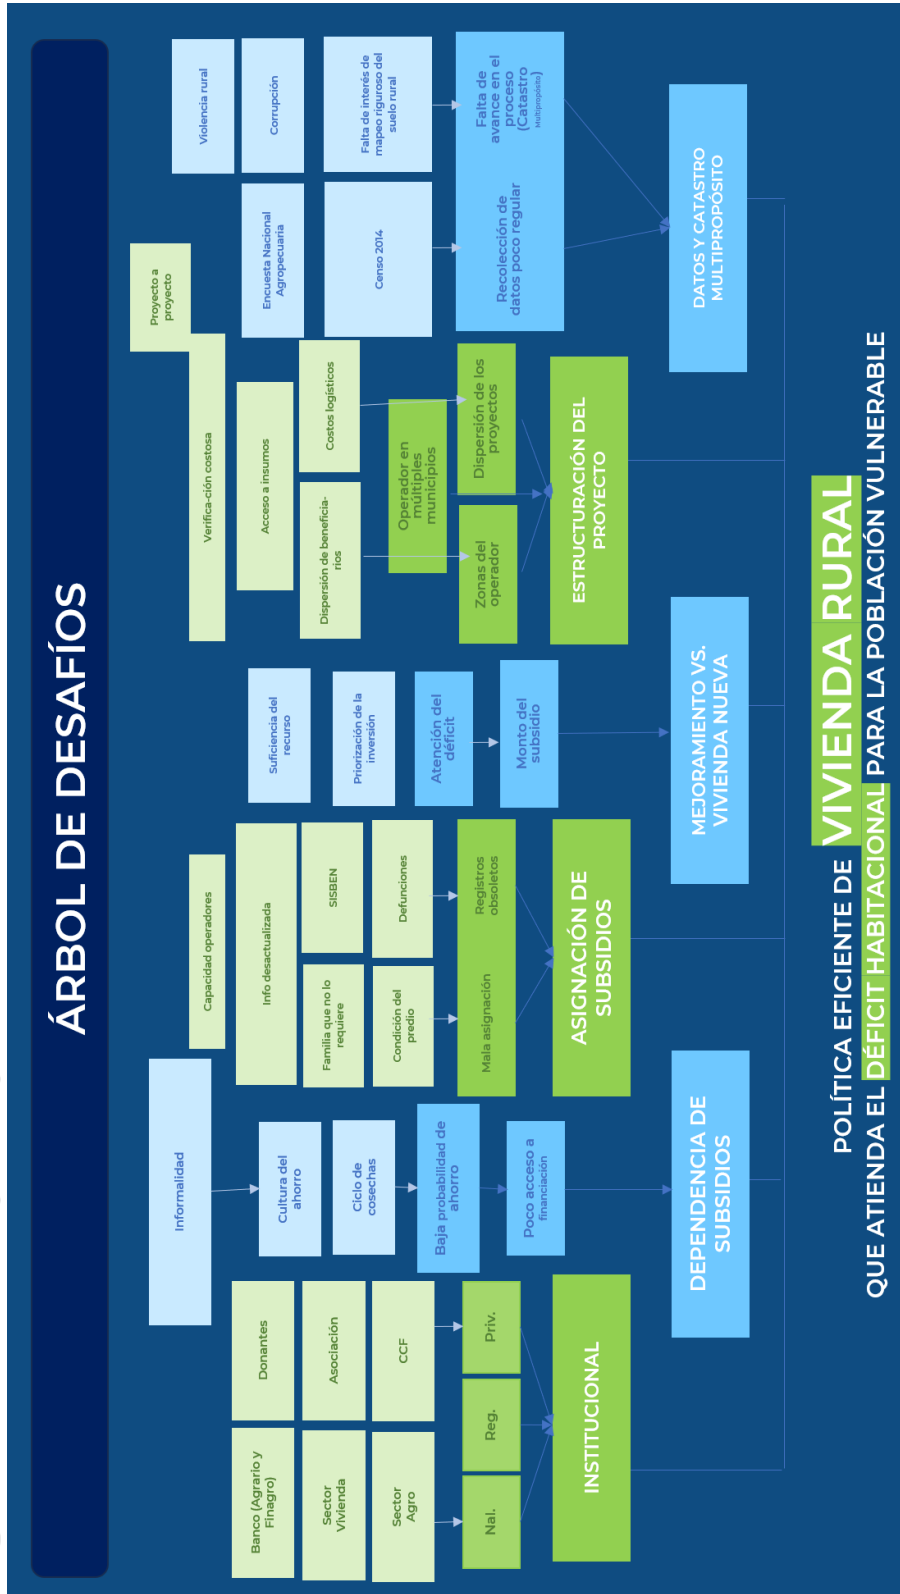 ÁRBOL DE DESAFÍOS
Banco (Agrario y
Finagro)
Donantes
Sector
Vivienda
Asociación
Sector
Agro
CCF
Nal.
Reg.
Priv.
INSTITUCIONAL
Informalidad
Cultura del
ahorro
Ciclo de
cosechas
Baja probabilidad de
ahorro
Poco acceso a
financiación
DEPENDENCIA DE
SUBSIDIOS
Capacidad operadores
Info desactualizada
Familia que no lo
requiere
SISBEN
Condición del
predio
Defunciones
Mala asignación
Registros
obsoletos
ASIGNACIÓN DE
SUBSIDIOS
Suficiencia del
recurso
Priorización de la
inversión
Atención del
déficit
Monto del
subsidio
MEJORAMIENTO VS.
VIVIENDA NUEVA
Proyecto a
proyecto
Verifica-ción costosa
Acceso a insumos
Dispersión de beneficia-
rios
Costos logísticos
Operador en
múltiples
municipios
Zonas del
operador
Dispersión de los
proyectos
ESTRUCTURACIÓN DEL
PROYECTO
Violencia rural
Encuesta Nacional
Agropecuaria
Corrupción
Censo 2014
Falta de interés de
mapeo riguroso del
suelo rural
Recolección de
datos poco regular
Falta de
avance en el
proceso
(Catastro
Multipropósito)
DATOS Y CATASTRO
MULTIPROPÓSITO
POLÍTICA EFICIENTE DE VIVIENDA RURAL
QUE ATIENDA EL DÉFICIT HABITACIONAL PARA LA POBLACIÓN VULNERABLE